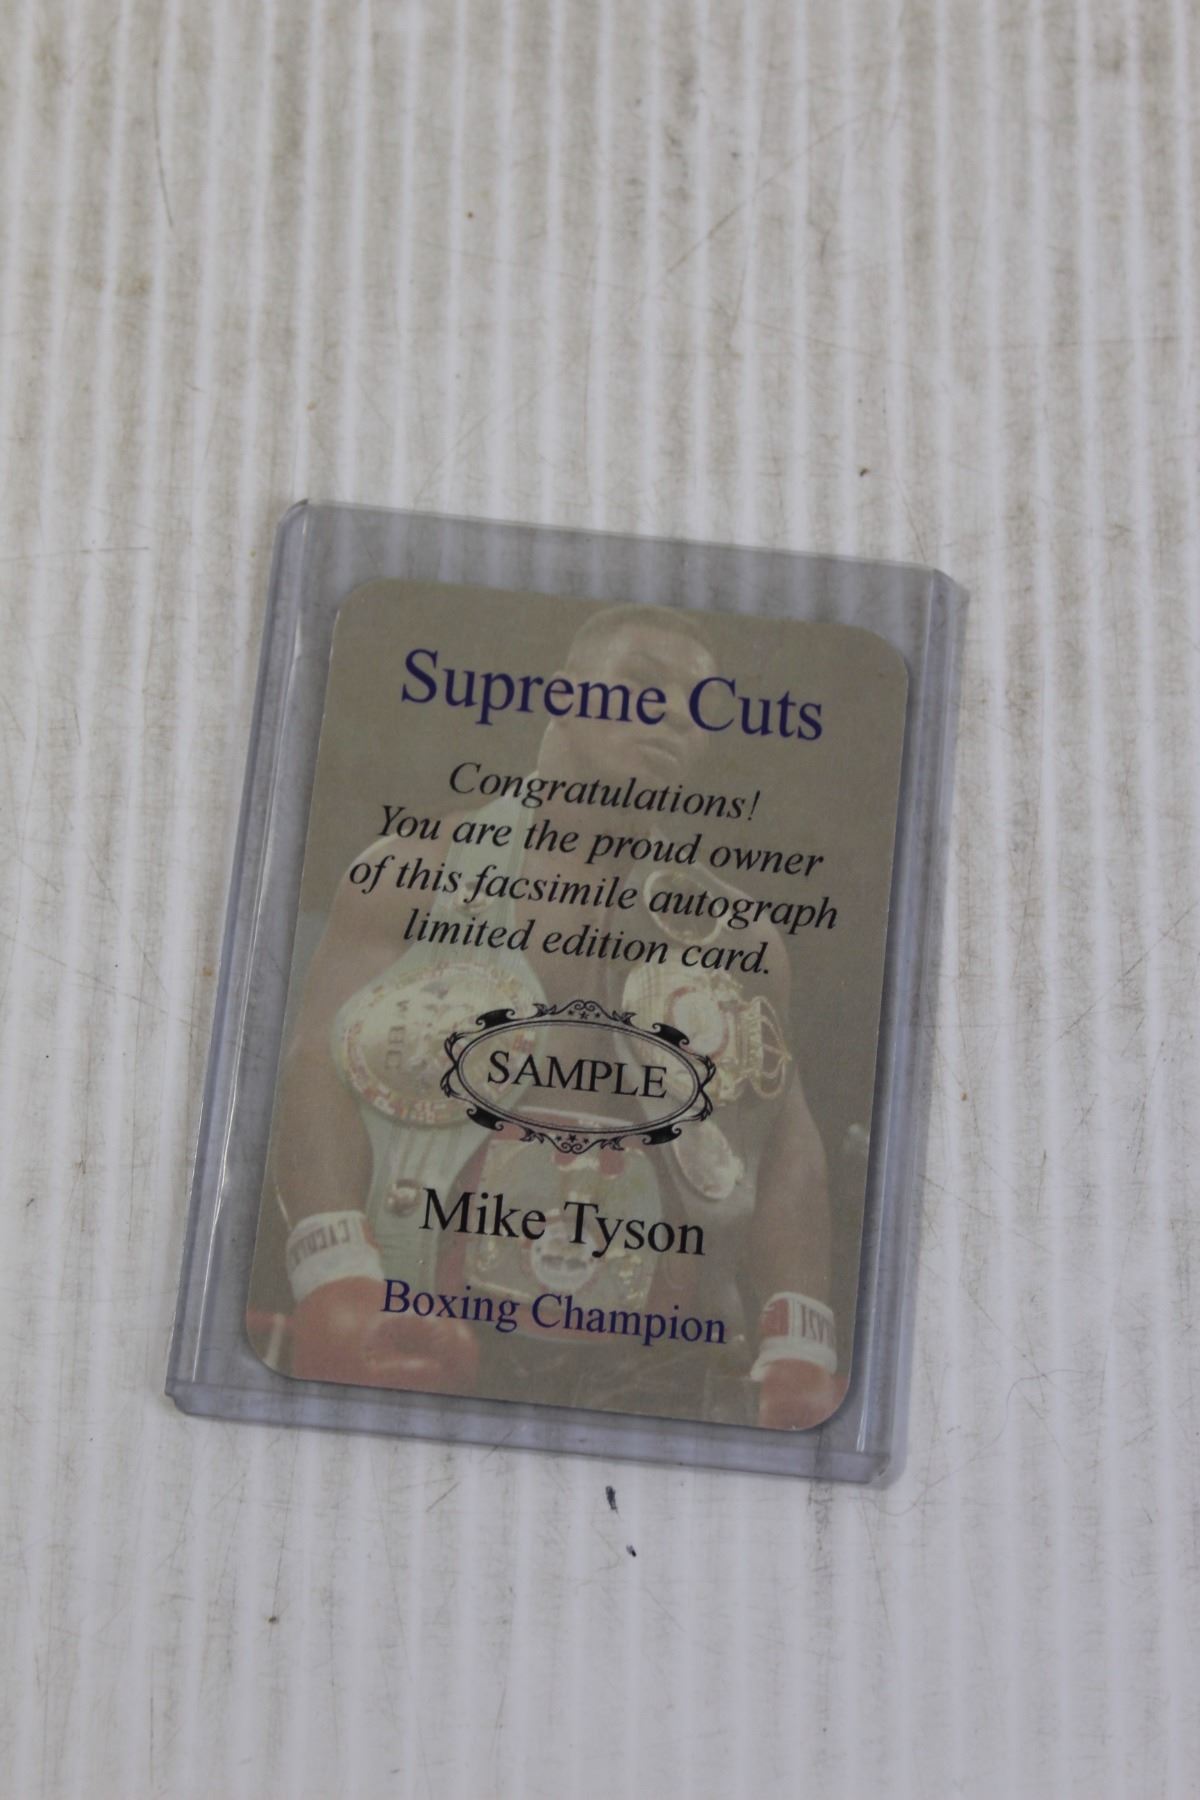 Supreme Cuts
Congratulations!
You are the proud owner
of this facsimile autograph
limited edition card.
SAMPLE
WBC
Mike Tyson
Boxing Champion